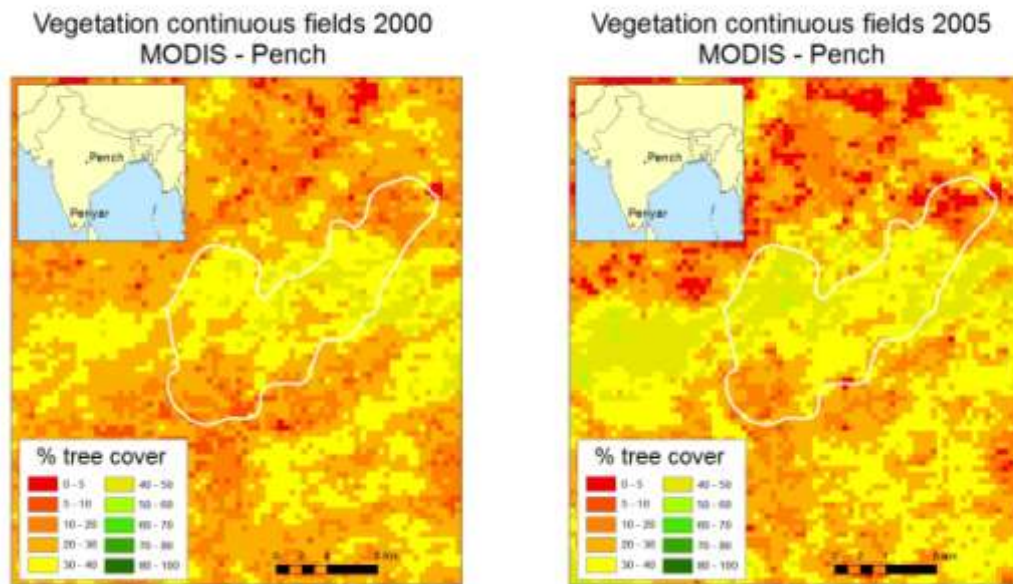 Vegetation continuous fields 2000
MODIS - Pench
Pench
Periyar
% tree cover
0 - 5
5 - 10
10 - 20
20 - 30
30 - 40
40 - 50
50 - 60
60 - 70
70 - 80
80 - 100
Vegetation continuous fields 2005
MODIS - Pench
Pench
Periyar
% tree cover
0 - 5
5 - 10
10 - 20
20 - 30
30 - 40
40 - 50
50 - 60
60 - 70
70 - 80
80 - 100